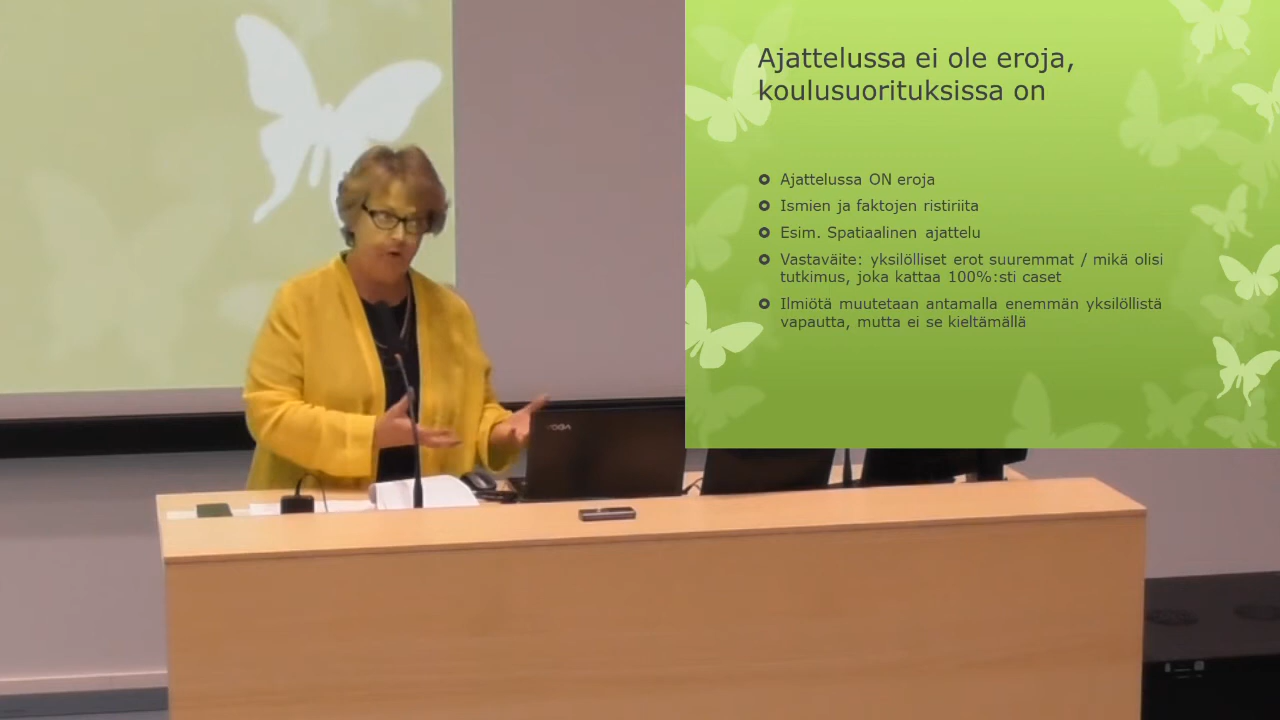 Ajattelussa ei ole eroja,
koulusuorituksissa on
Ajattelussa ON eroja
Ismien ja faktojen ristiriita
Esim. Spatiaalinen ajattelu
Vastaväite: yksilölliset erot suuremmat / mikä olisi
tutkimus, joka kattaa 100%:sti caset
Ilmiötä muutetaan antamalla enemmän yksilöllistä
vapautta, mutta ei se kieltämällä
YOGA